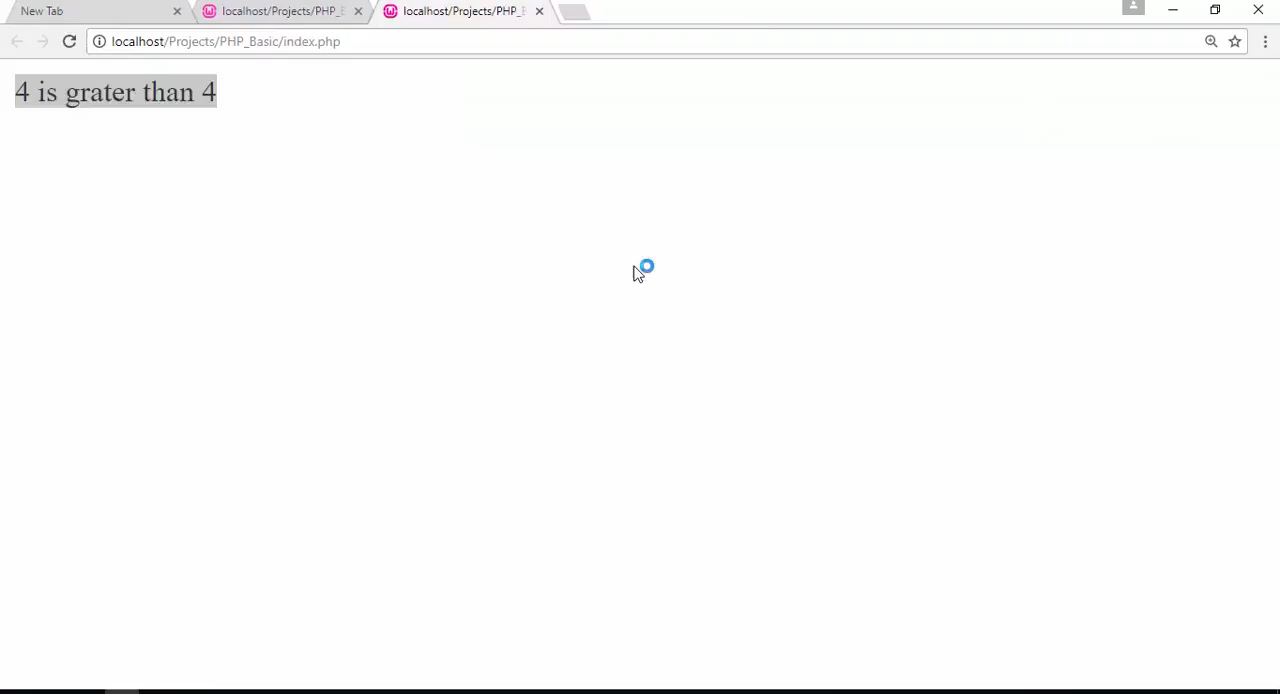 New Tab
localhost/Projects/PHP_
localhost/Projects/PHP_
localhost/Projects/PHP_Basic/index.php
4 is grater than 4